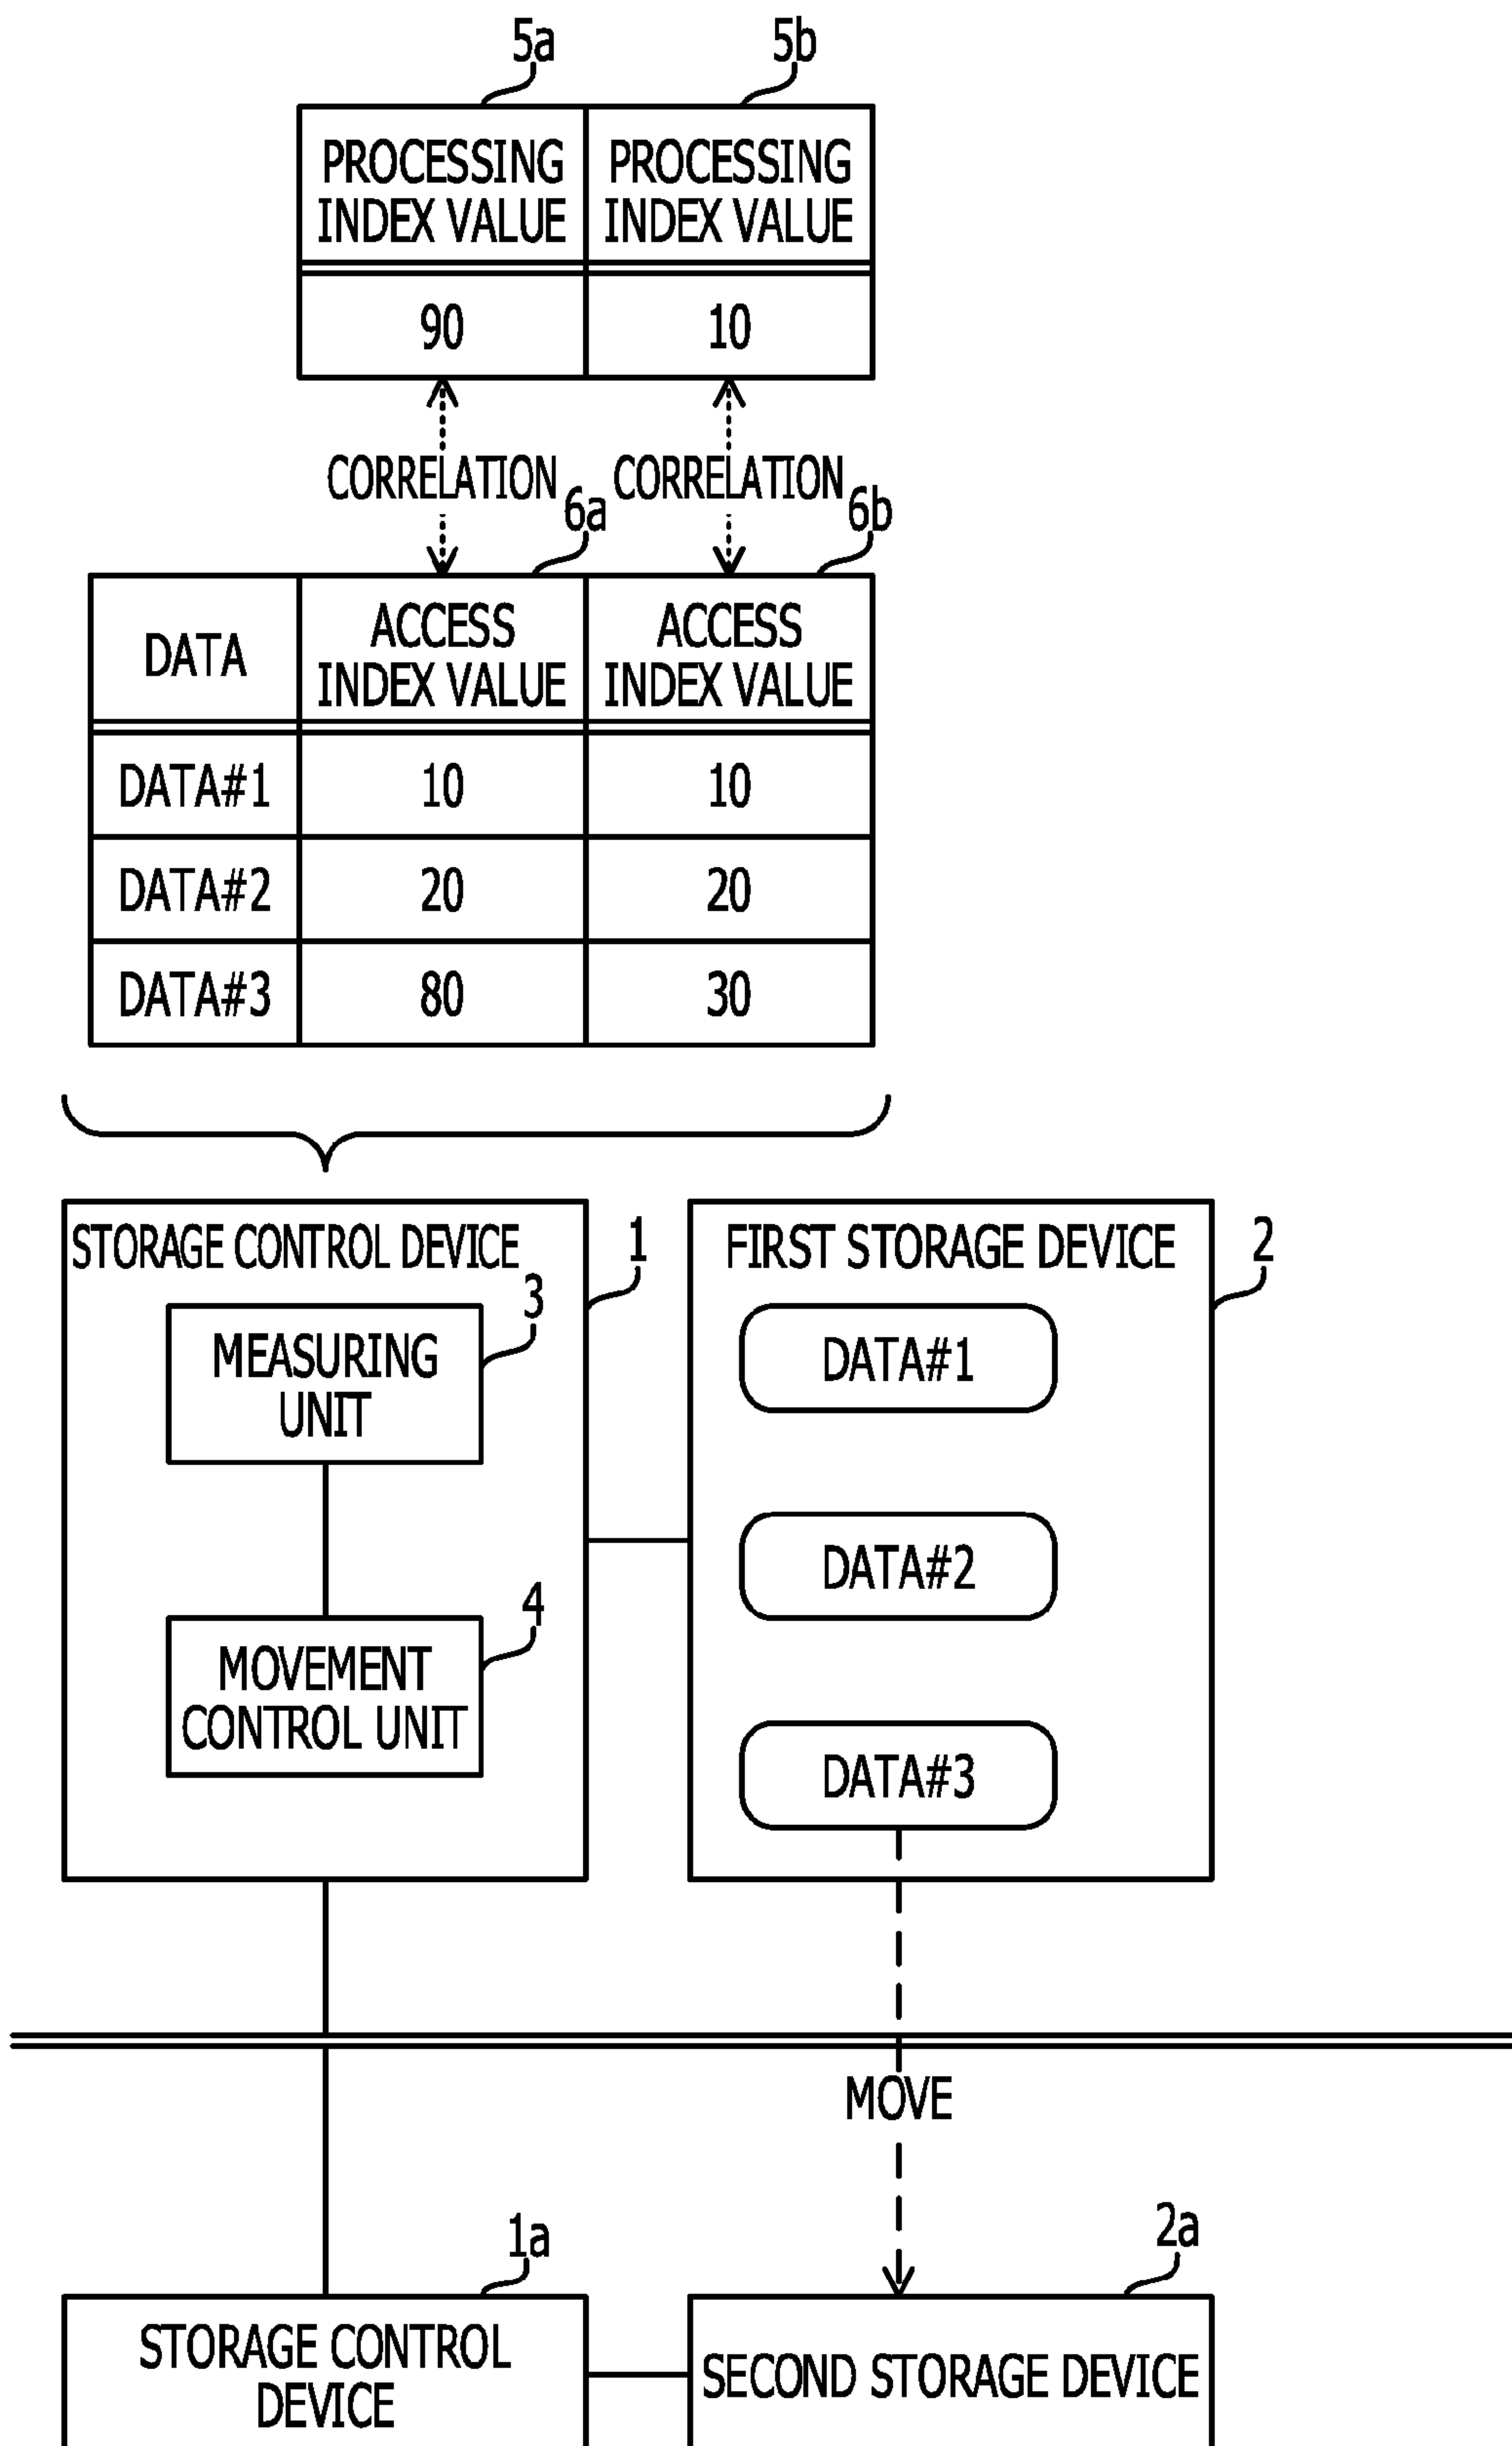 5a 5b
PROCESSING PROCESSING
INDEX VALUE INDEX VALUE
90 10
CORRELATION CORRELATION
6a 6b
DATA ACCESS INDEX VALUE ACCESS INDEX VALUE
DATA#1 10 10
DATA#2 20 20
DATA#3 80 30
STORAGE CONTROL DEVICE 1
3
MEASURING
UNIT
4
MOVEMENT
CONTROL UNIT
FIRST STORAGE DEVICE 2
DATA#1
DATA#2
DATA#3
MOVE
1a
STORAGE CONTROL
DEVICE
2a
SECOND STORAGE DEVICE